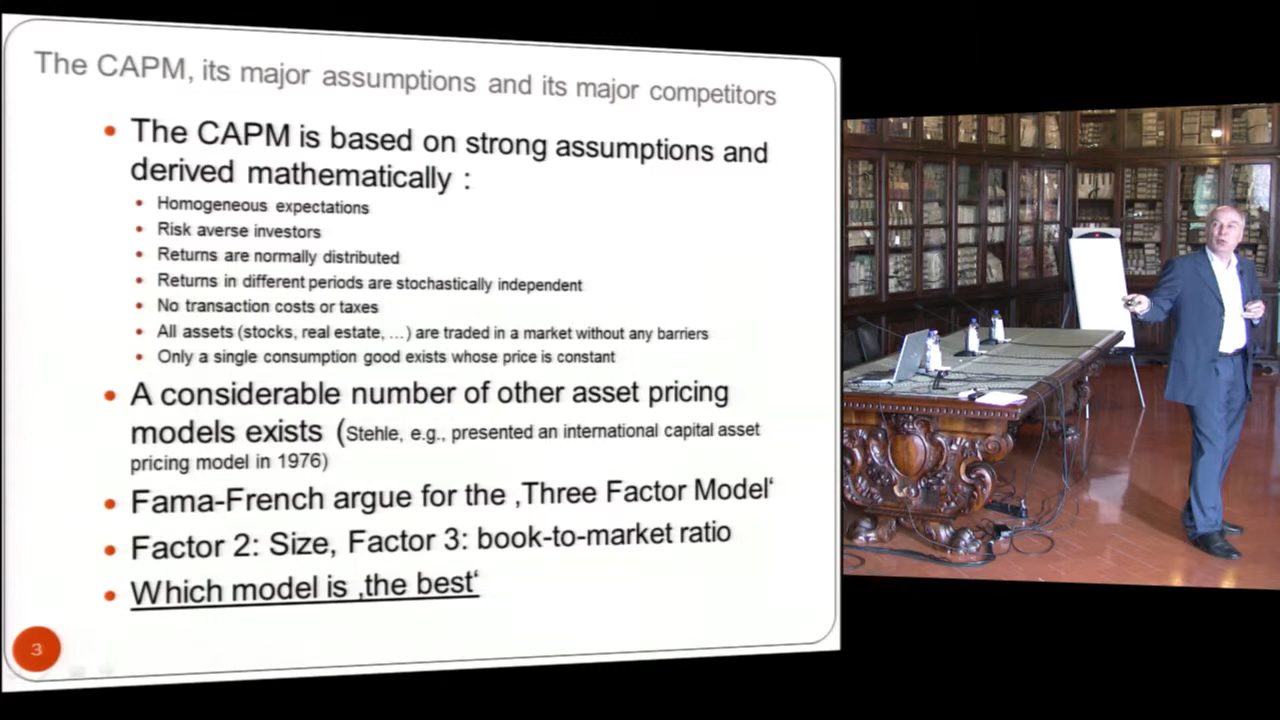 The CAPM, its major assumptions and its major competitors
• The CAPM is based on strong assumptions and
derived mathematically :
• Homogeneous expectations
• Risk averse investors
• Returns are normally distributed
• Returns in different periods are stochastically independent
• No transaction costs or taxes
• All assets (stocks, real estate, …) are traded in a market without any barriers
• Only a single consumption good exists whose price is constant
• A considerable number of other asset pricing
models exists (Stehle, e.g., presented an international capital asset
pricing model in 1976)
• Fama-French argue for the ‚Three Factor Model‘
• Factor 2: Size, Factor 3: book-to-market ratio
• Which model is ‚the best‘
3